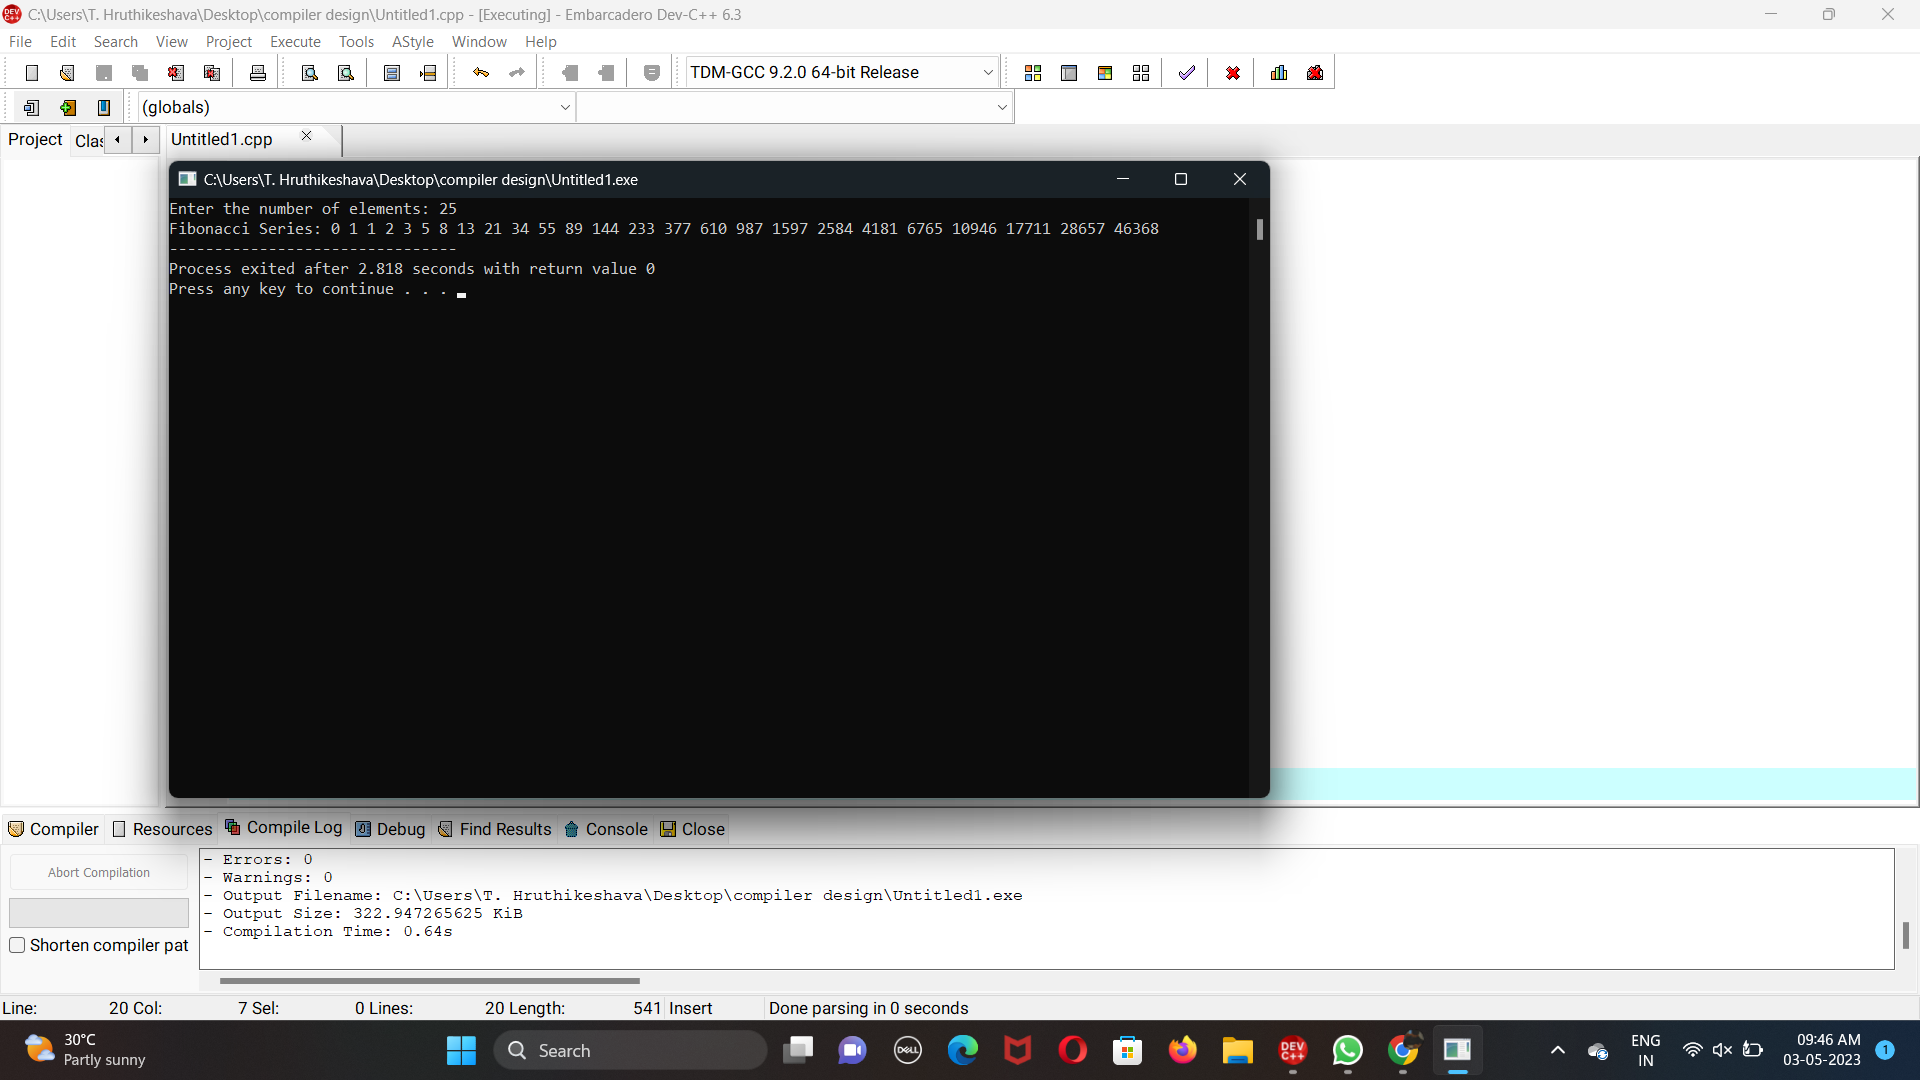 C:\Users\T. Hruthikeshava\Desktop\compiler design\Untitled1.cpp - [Executing] - Embarcadero Dev-C++ 6.3
File Edit Search View Project Execute Tools AStyle Window Help
TDM-GCC 9.2.0 64-bit Release
(globals)
Project Clas Untitled1.cpp
C:\Users\T. Hruthikeshava\Desktop\compiler design\Untitled1.exe
Enter the number of elements: 25
Fibonacci Series: 0 1 1 2 3 5 8 13 21 34 55 89 144 233 377 610 987 1597 2584 4181 6765 10946 17711 28657 46368
--------------------------------
Process exited after 2.818 seconds with return value 0
Press any key to continue . . .
Compiler Resources Compile Log Debug Find Results Console Close
Abort Compilation
Shorten compiler pat
- Errors: 0
- Warnings: 0
- Output Filename: C:\Users\T. Hruthikeshava\Desktop\compiler design\Untitled1.exe
- Output Size: 322.947265625 KiB
- Compilation Time: 0.64s
Line: 20 Col: 7 Sel: 0 Lines: 20 Length: 541 Insert Done parsing in 0 seconds
30°C
Partly sunny
Search
DELL
DEV C++
ENG
IN
09:46 AM
03-05-2023
1